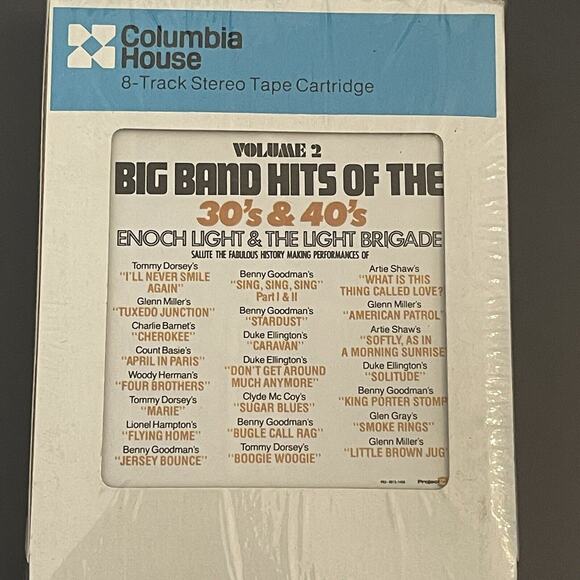 Columbia
House
8-Track Stereo Tape Cartridge
VOLUME 2
BIG BAND HITS OF THE
30's & 40's
ENOCH LIGHT & THE LIGHT BRIGADE
SALUTE THE FABULOUS HISTORY MAKING PERFORMANCES OF
Tommy Dorsey's
"I'LL NEVER SMILE
AGAIN"
Glenn Miller's
"TUXEDO JUNCTION"
Charlie Barnet's
"CHEROKEE"
Count Basie's
"APRIL IN PARIS"
Woody Herman's
"FOUR BROTHERS"
Tommy Dorsey's
"MARIE"
Lionel Hampton's
"FLYING HOME"
Benny Goodman's
"JERSEY BOUNCE"
Benny Goodman's
"SING, SING, SING"
Part I & II
Benny Goodman's
"STARDUST"
Duke Ellington's
"CARAVAN"
Duke Ellington's
"DON'T GET AROUND
MUCH ANYMORE"
Clyde Mc Coy's
"SUGAR BLUES"
Benny Goodman's
"BUGLE CALL RAG"
Tommy Dorsey's
"BOOGIE WOOGIE"
Artie Shaw's
"WHAT IS THIS
THING CALLED LOVE?
Glenn Miller's
"AMERICAN PATROL"
Artie Shaw's
"SOFTLY, AS IN
A MORNING SUNRISE
Duke Ellington's
"SOLITUDE"
Benny Goodman's
"KING PORTER STOMP
Glen Gray's
"SMOKE RINGS"
Glenn Miller's
"LITTLE BROWN JUG
Project